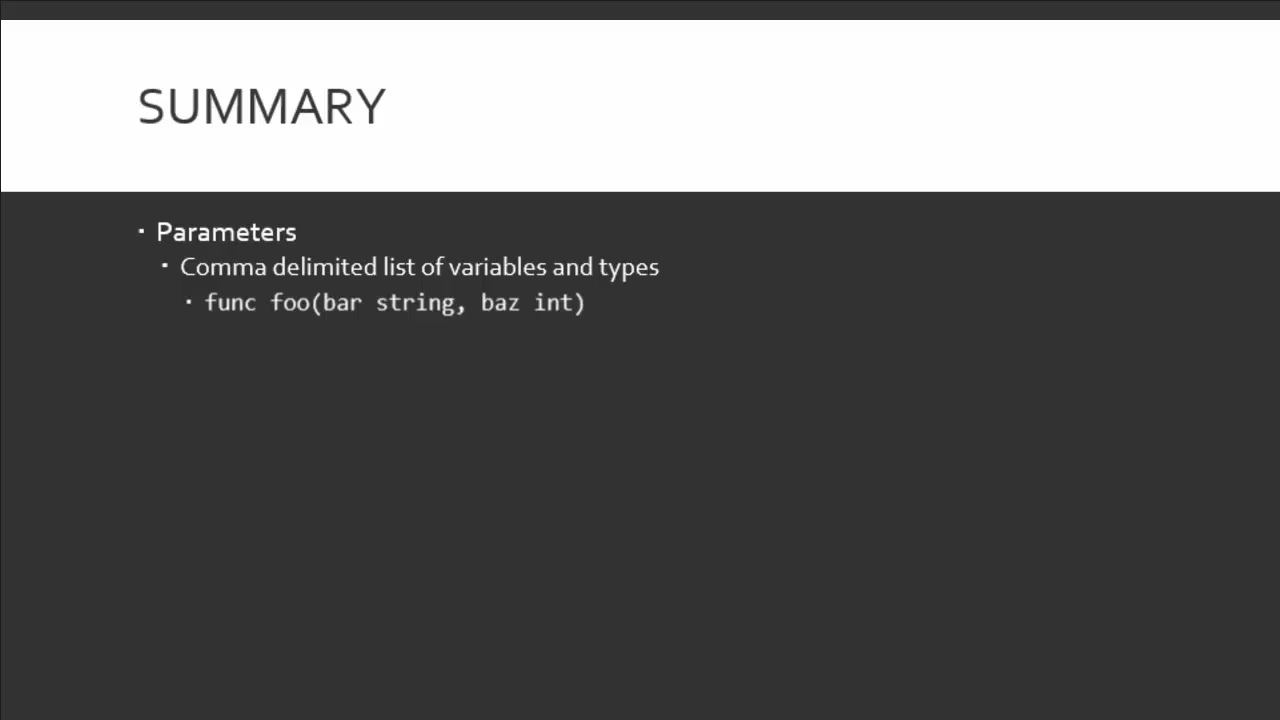 SUMMARY
Parameters
Comma delimited list of variables and types
func foo(bar string, baz int)